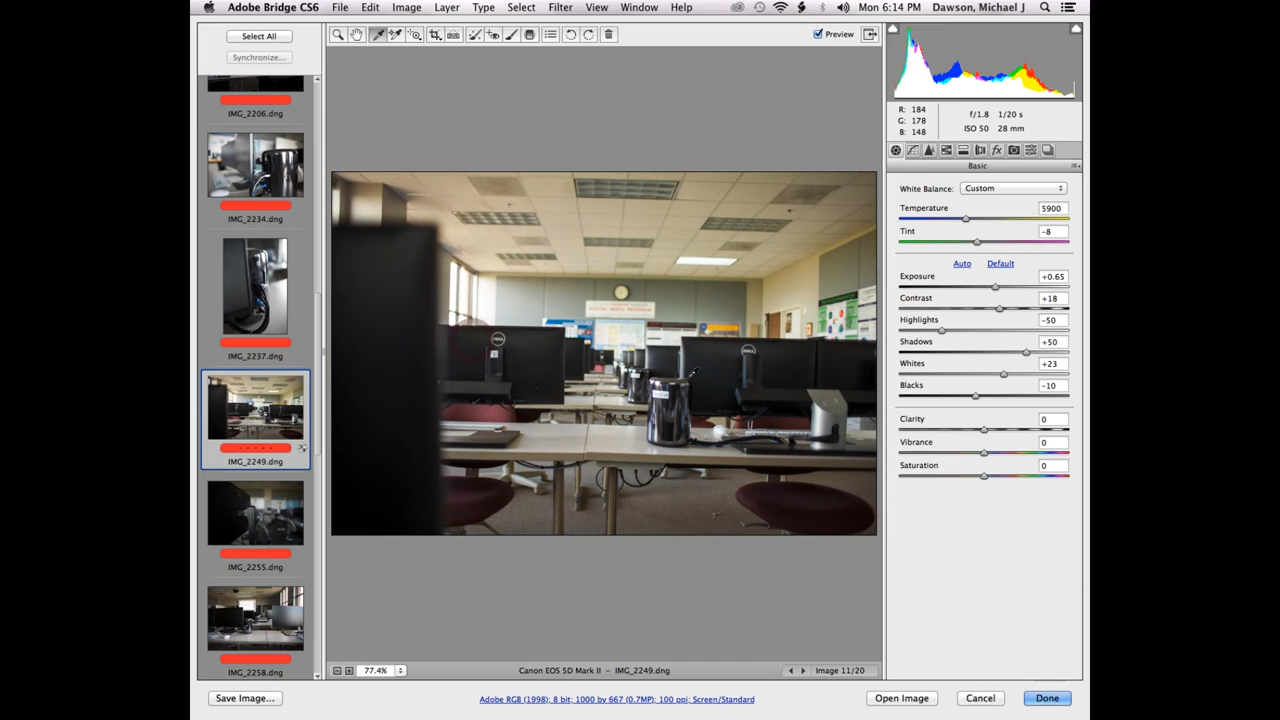 Adobe Bridge CS6 File Edit Image Layer Type Select Filter View Window Help Mon 6:14 PM Dawson, Michael J
Select All
Synchronize...
Preview
IMG_2206.dng
IMG_2234.dng
IMG_2237.dng
IMG_2249.dng
IMG_2255.dng
IMG_2258.dng
DELL
DELL
R: 184
G: 178
B: 148
f/1.8 1/20 s
ISO 50 28 mm
fx
Basic
White Balance: Custom
Temperature 5900
Tint -8
Auto Default
Exposure +0.65
Contrast +18
Highlights -50
Shadows +50
Whites +23
Blacks -10
Clarity 0
Vibrance 0
Saturation 0
77.4% Canon EOS 5D Mark II - IMG_2249.dng Image 11/20
Save Image... Adobe RGB (1998); 8 bit; 1000 by 667 (0.7MP); 100 ppi; Screen/Standard Open Image Cancel Done